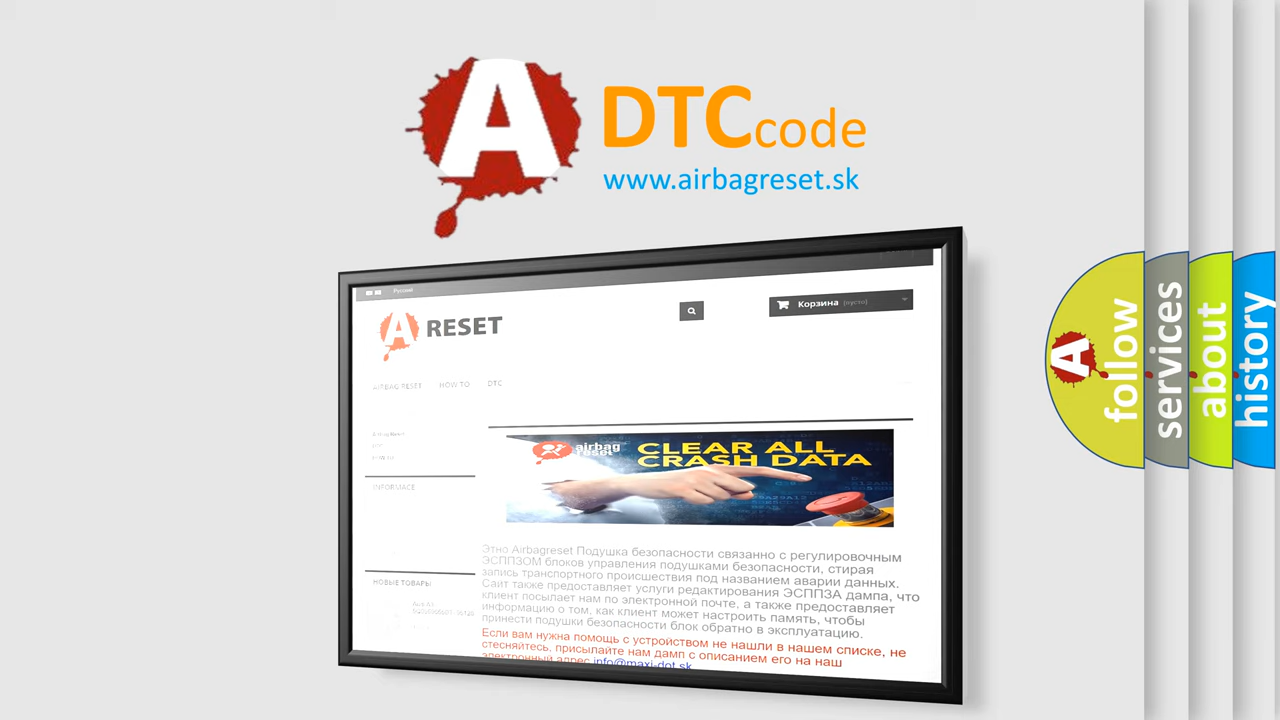 A
DTCcode
www.airbagreset.sk
Русский
A RESET
Корзина (пусто)
AIRBAG RESET HOW TO DTC
Airbag Reset
INFORMACE
airbag
reset
CLEAR ALL
CRASH DATA
НОВЫЕ ТОВАРЫ
Этно Airbagreset Подушка безопасности связанно с регулировочным
ЭСППЗОМ блоков управления подушками безопасности, стирая
запись транспортного происшествия под названием аварии данных.
Сайт также предоставляет услуги редактирования ЭСППЗА дампа, что
клиент посылает нам по электронной почте, а также предоставляет
информацию о том, как клиент может настроить память, чтобы
принести подушки безопасности блок обратно в эксплуатацию.
Если вам нужна помощь с устройством не нашли в нашем списке, не
стесняйтесь, присылайте нам дамп с описанием его на наш
электронный адрес info@maxi-dot.sk
A
follow
services
about
history